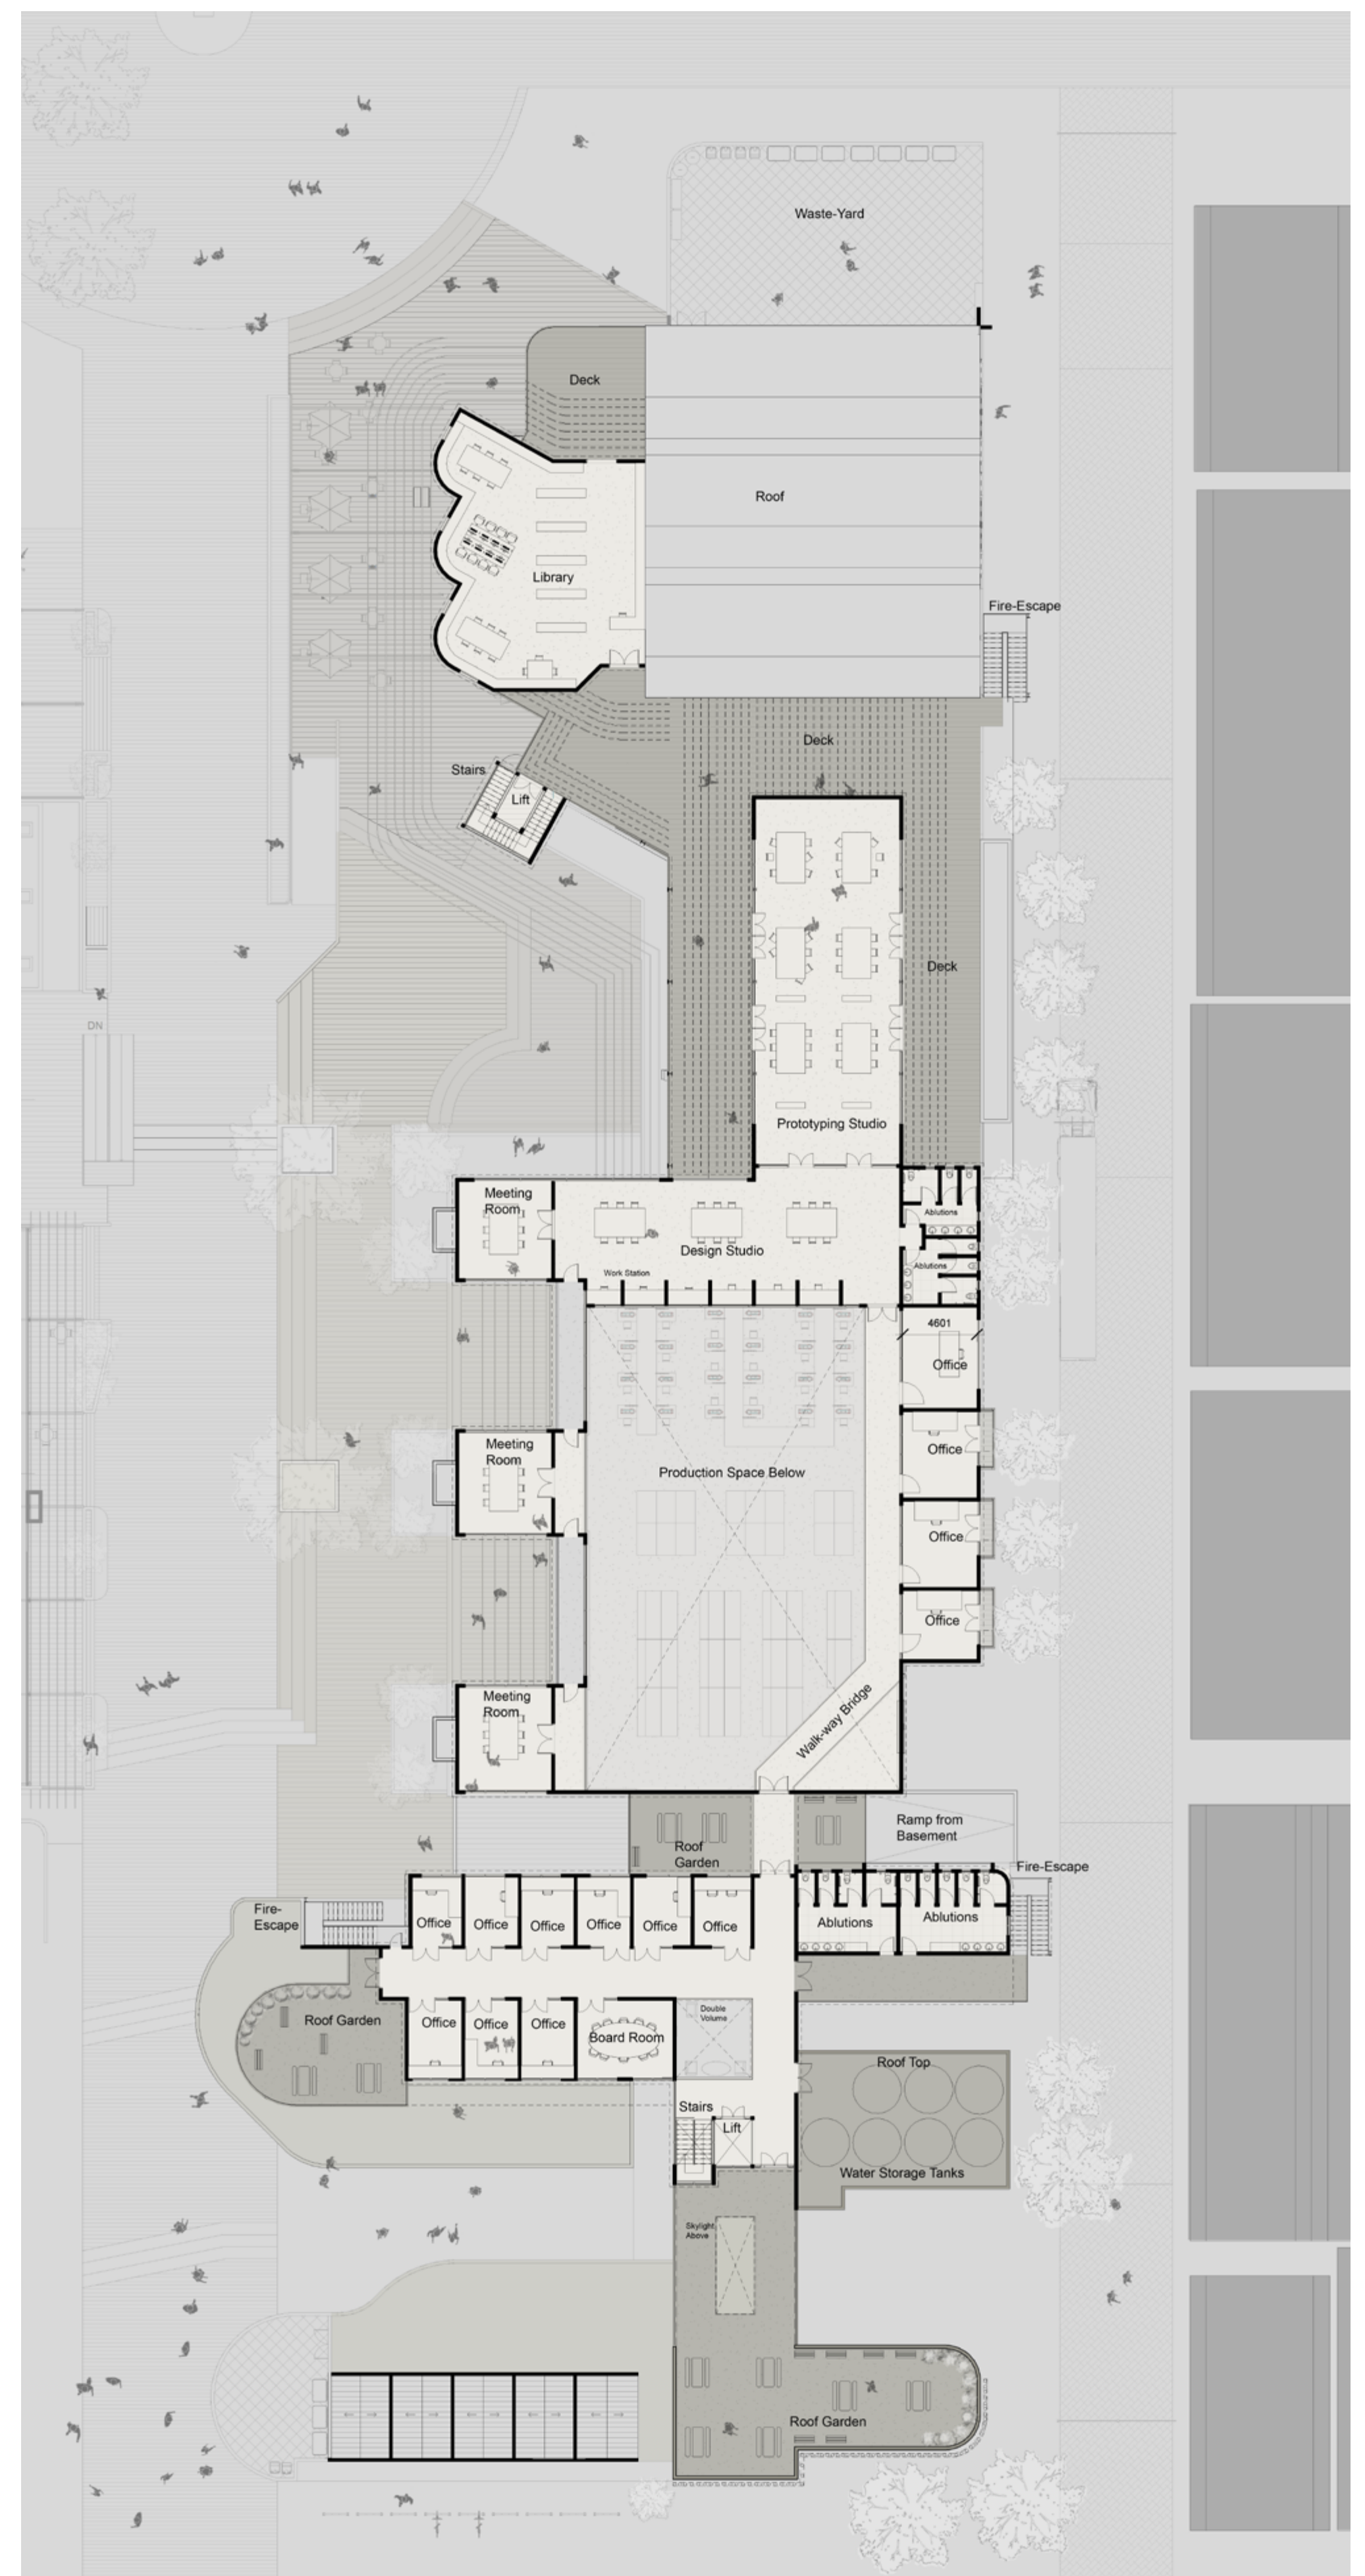 Waste-Yard
Deck
Roof
Library
Fire-Escape
Deck
Stairs
Lift
Deck
DN
Prototyping Studio
Meeting
Room
Ablutions
Design Studio
Ablutions
Work Station
4601
Office
Meeting
Room
Office
Production Space Below
Office
Office
Meeting
Room
Walk-way Bridge
Roof
Garden
Ramp from
Basement
Fire-Escape
Fire-
Escape
Office
Office
Office
Office
Office
Office
Ablutions
Ablutions
Roof Garden
Office
Office
Office
Board Room
Double
Volume
Roof Top
Stairs
Lift
Water Storage Tanks
Skylight
Above
Roof Garden